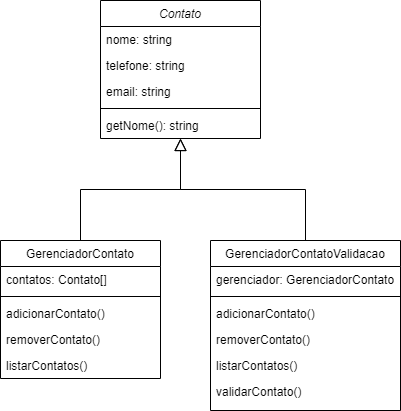 Contato
nome: string
telefone: string
email: string
getNome(): string
GerenciadorContato
contatos: Contato[]
adicionarContato()
removerContato()
listarContatos()
GerenciadorContatoValidacao
gerenciador: GerenciadorContato
adicionarContato()
removerContato()
listarContatos()
validarContato()